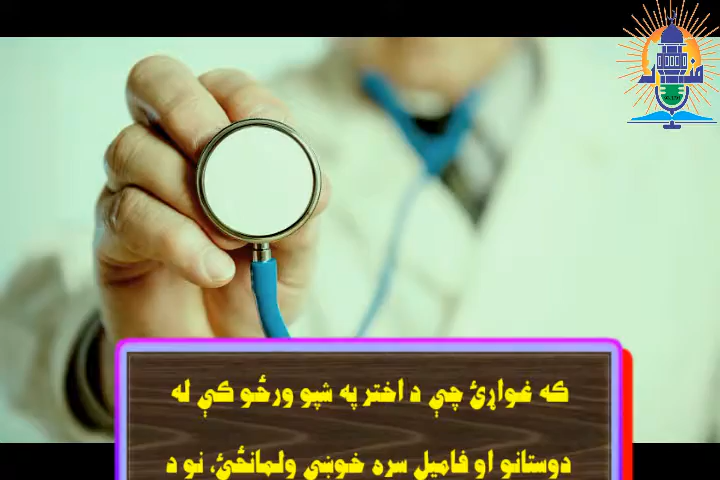 که غواړئ چې د اختر په شپو ورځو کې له
دوستانو او فامیل سره خوښي ولمانځئ، نو د